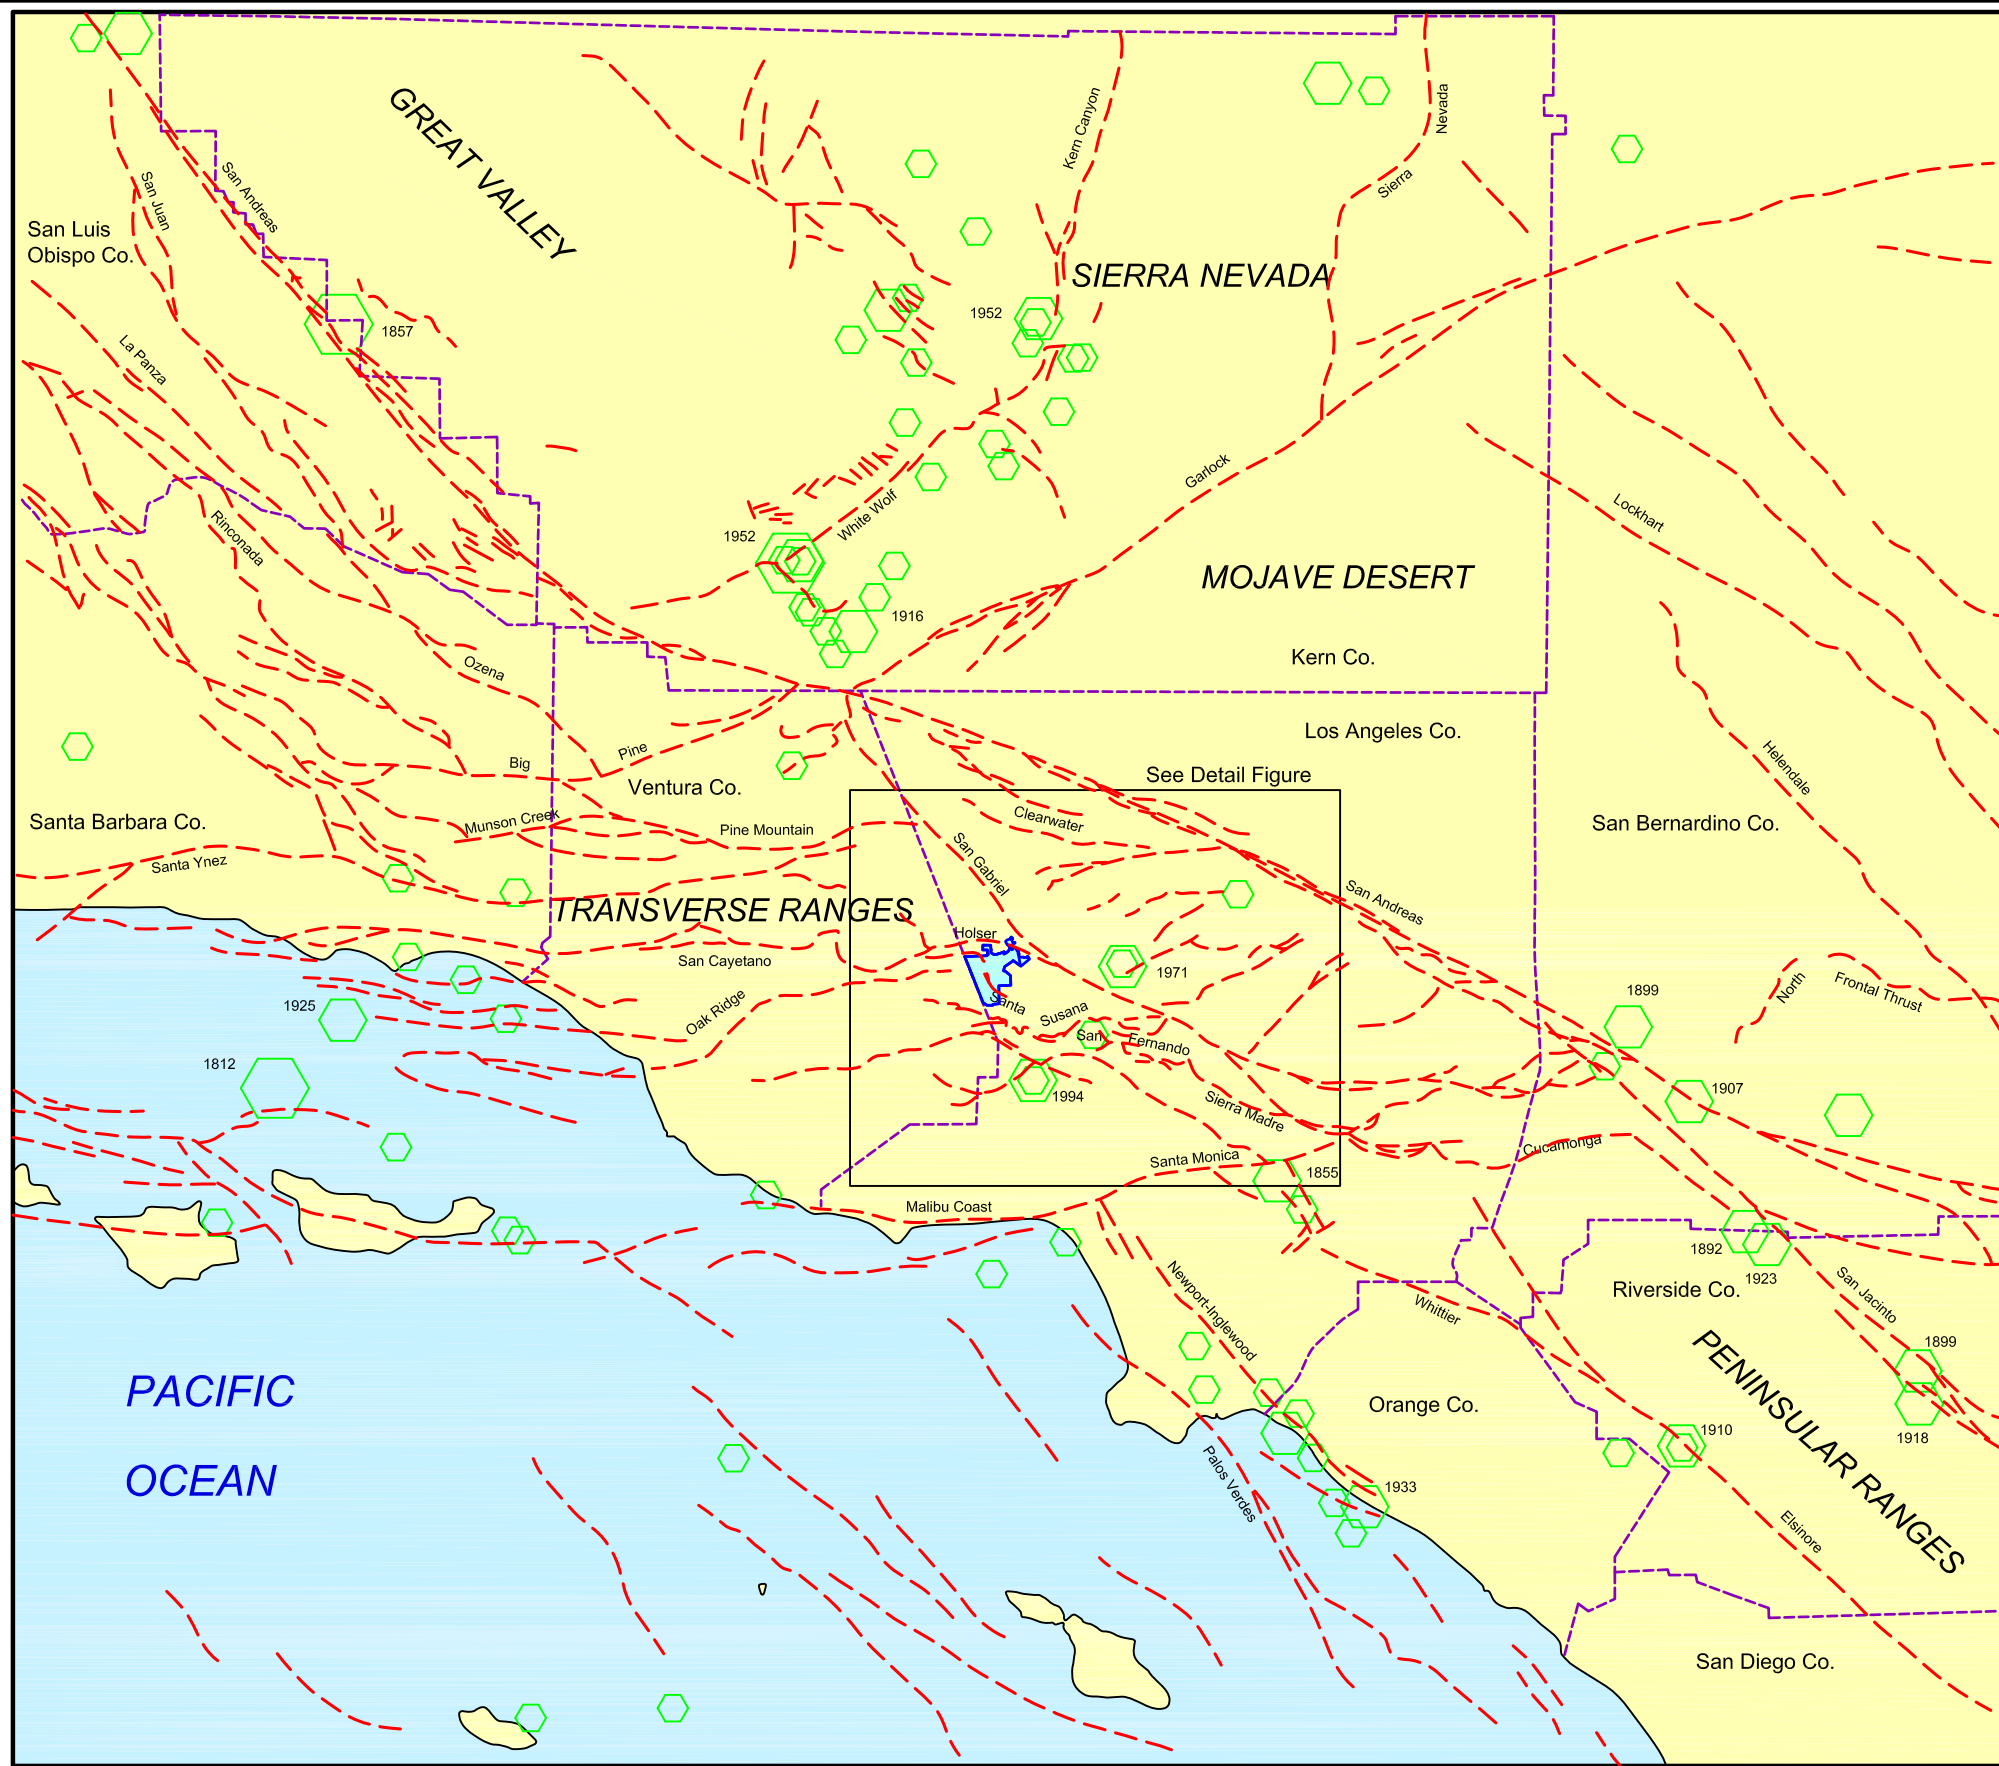 GREAT VALLEY
Kern Canyon
Nevada
Sierra
San Juan
San Andreas
San Luis
Obispo Co.
SIERRA NEVADA
1952
1857
La Panza
Garlock
Lockhart
White Wolf
Rinconada
1952
MOJAVE DESERT
1916
Kern Co.
Ozena
Los Angeles Co.
Big
Pine
Ventura Co.
See Detail Figure
Helendale
Santa Barbara Co.
Munson Creek
Pine Mountain
Clearwater
San Bernardino Co.
Santa Ynez
San Gabriel
San Andreas
TRANSVERSE RANGES
Holser
San Cayetano
1971
North
Frontal Thrust
1899
1925
Oak Ridge
Santa
Susana
San
Fernando
1812
1994
Sierra Madre
1907
Cucamonga
Santa Monica
1855
Malibu Coast
1892
1923
Newport-Inglewood
Whittier
Riverside Co.
San Jacinto
1899
PACIFIC
OCEAN
Orange Co.
PENINSULAR RANGES
1910
1918
Palos Verdes
1933
Elsinore
San Diego Co.